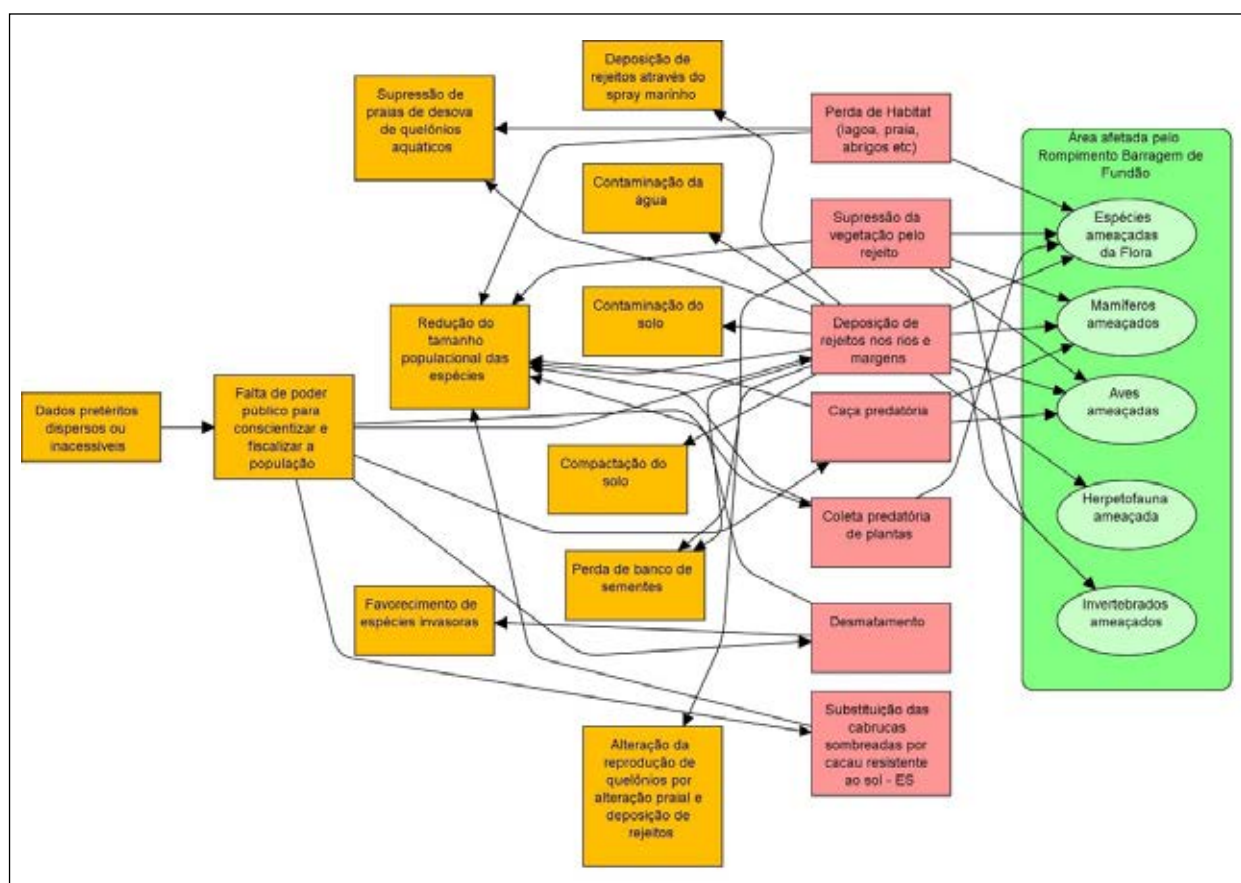 Deposição de
rejeitos através do
spray marinho
Supressão de
praias de desova
de quelônios
aquáticos
Perda de Habitat
(lagoa, praia,
abrigos etc)
Área afetada pelo
Rompimento Barragem de
Fundão
Contaminação da
água
Supressão da
vegetação pelo
rejeito
Espécies
ameaçadas
da Flora
Contaminação do
solo
Redução do
tamanho
populacional das
espécies
Deposição de
rejeitos nos rios e
margens
Mamíferos
ameaçados
Dados pretéritos
dispersos ou
inacessíveis
Falta de poder
público para
conscientizar e
fiscalizar a
população
Caça predatória
Aves
ameaçadas
Compactação do
solo
Coleta predatória
de plantas
Herpetofauna
ameaçada
Perda de banco de
sementes
Favorecimento de
espécies invasoras
Desmatamento
Invertebrados
ameaçados
Substituição das
cabrucas
sombreadas por
cacau resistente
ao sol - ES
Alteração da
reprodução de
quelônios por
alteração praial e
deposição de
rejeitos